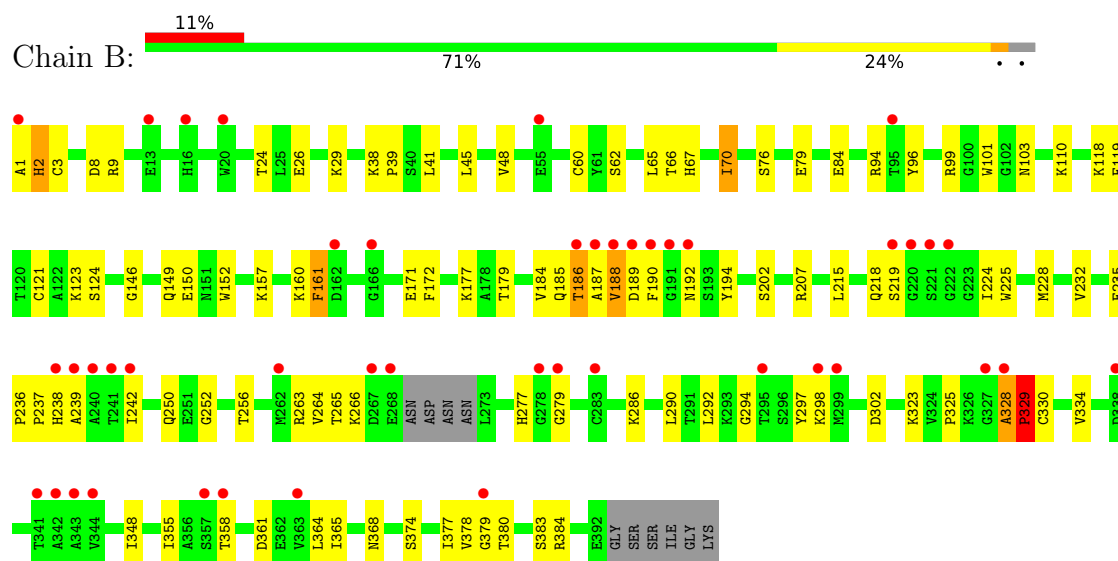 11%
Chain B:
71% 24%
A1 H2 C3 D8 R9 E13 H16 W20 T24 L25 E26 K29 K38 P39 S40 L41 L45 V48 E55 C60 Y61 S62 L65 T66 H67 I70 S76 E79 E84 R94 T95 Y96 R99 G100 W101 G102 N103 K110 K118
T120 C121 A122 K123 S124 G146 Q149 E150 N151 W152 K157 K160 F161 D162 G166 E171 F172 K177 A178 T179 V184 Q185 T186 A187 V188 D189 F190 G191 N192 S193 Y194 S202 R207 L215 Q218 S219 G220 S221 G222 G223 I224 W225 M228 V232
P236 P237 H238 A239 A240 T241 I242 Q250 E251 G252 T256 M262 R263 V264 T265 K266 D267 E268 ASN ASP ASN ASN L273 H277 G278 G279 C283 K286 L290 T291 L292 K293 G294 T295 S296 Y297 K298 M299 D302 K323 V324 P325 K326 G327 A328 P329 C330 V334
T341 A342 A343 V344 I348 I355 A356 S357 T358 D361 E362 V363 L364 I365 N368 S374 I377 V378 G379 T380 S383 R384 E392 GLY SER SER ILE GLY LYS